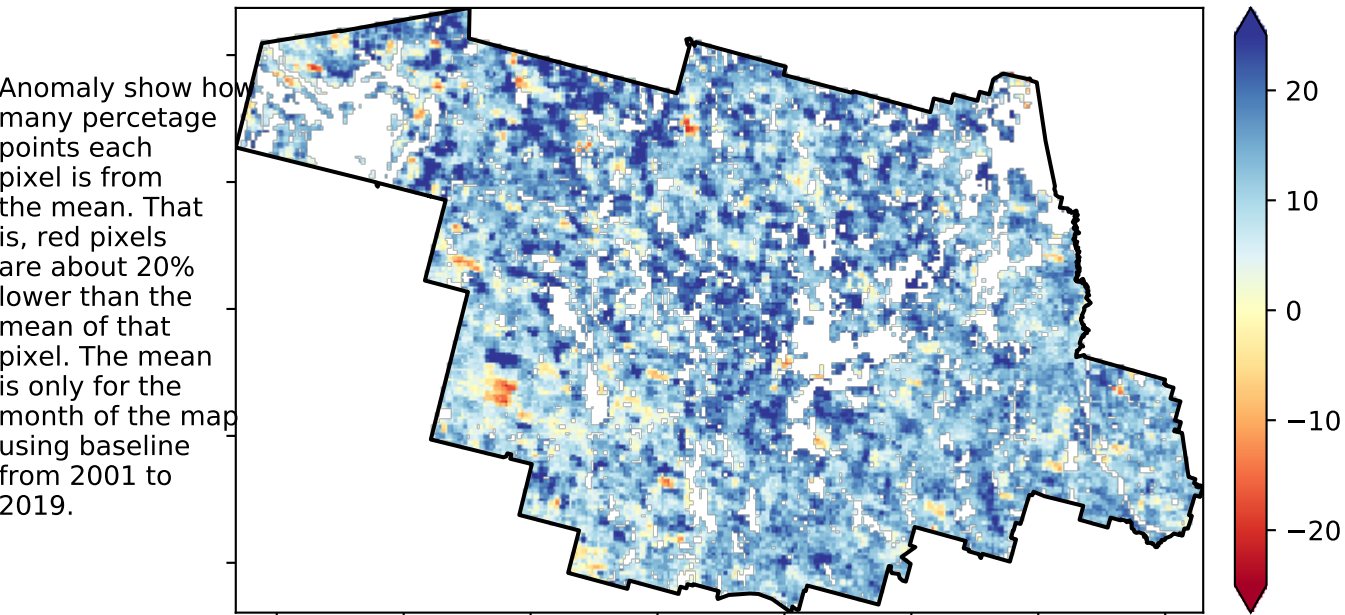 Anomaly show how
many percetage
points each
pixel is from
the mean. That
is, red pixels
are about 20%
lower than the
mean of that
pixel. The mean
is only for the
month of the map
using baseline
from 2001 to
2019.
20
10
0
−10
−20